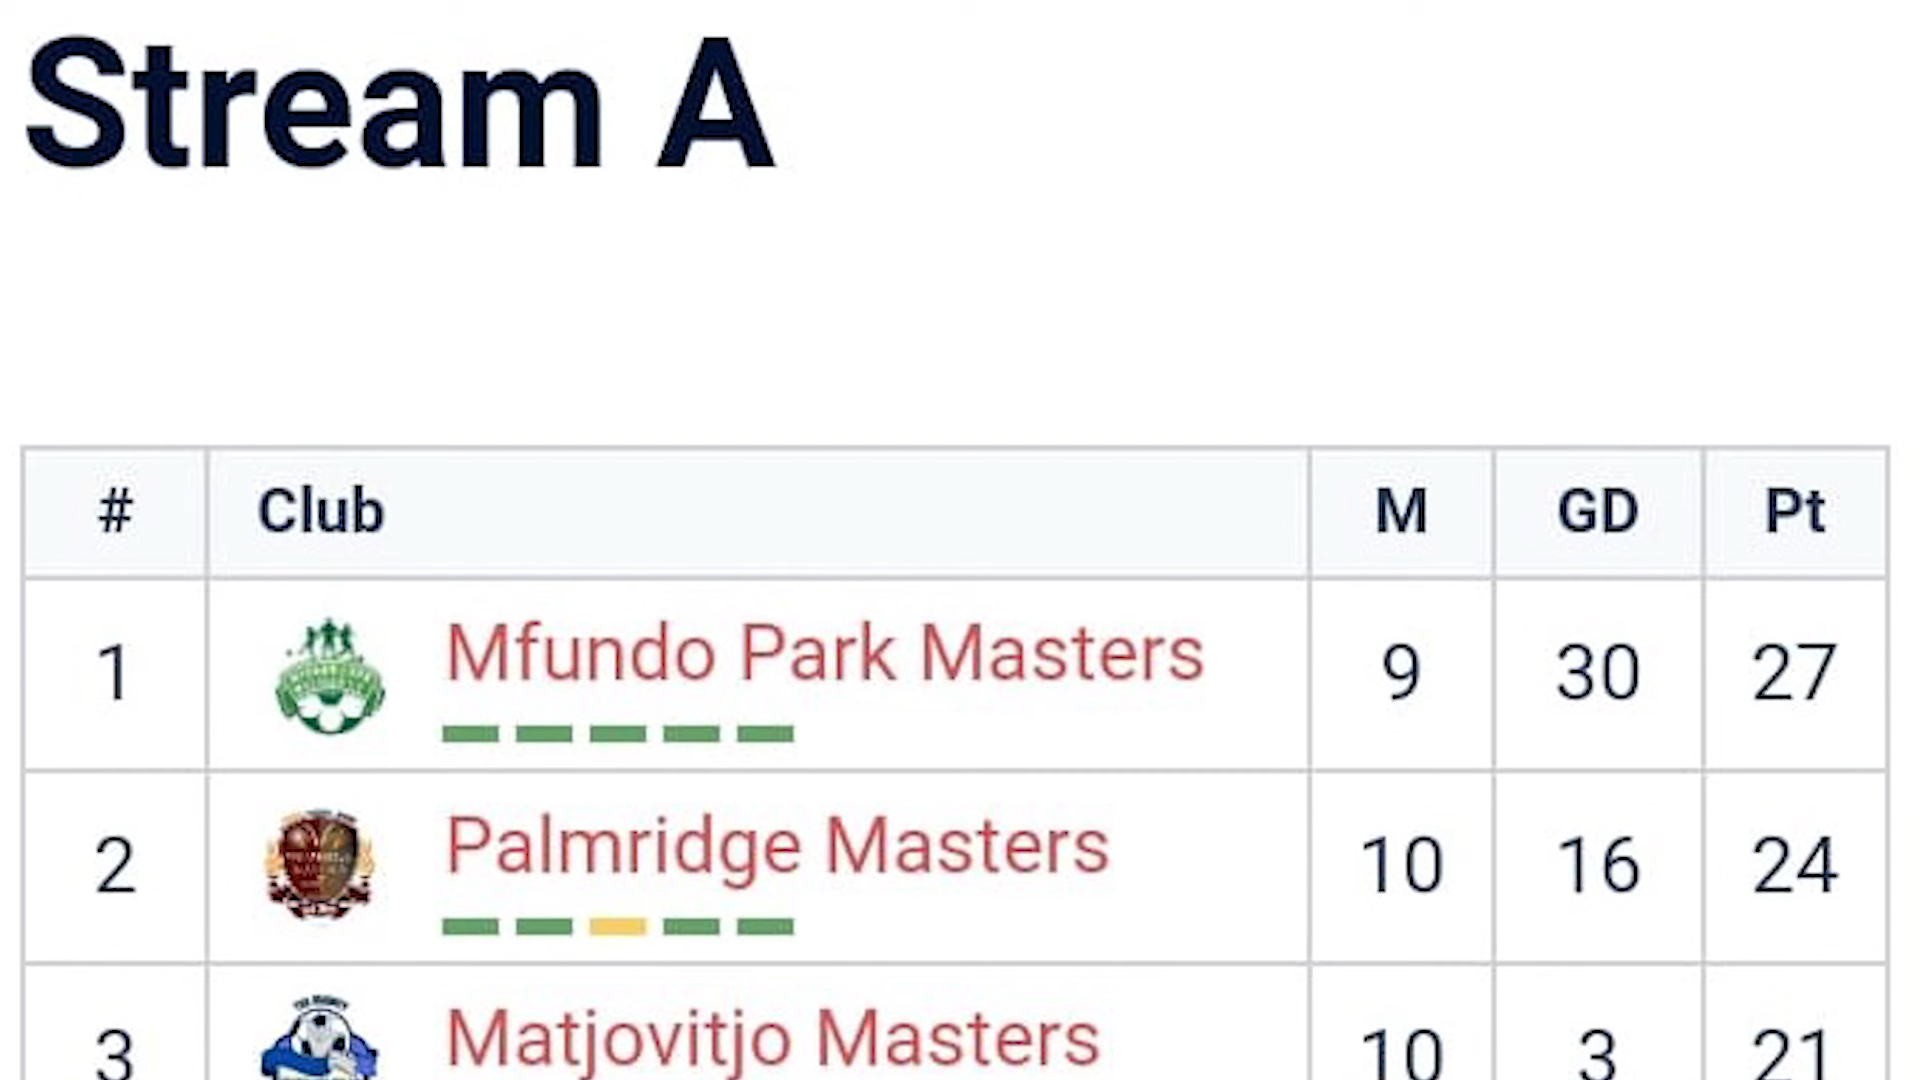 Stream A
# Club M GD Pt
1 Mfundo Park Masters 9 30 27
2 Palmridge Masters 10 16 24
3 Matjovitjo Masters 10 3 21